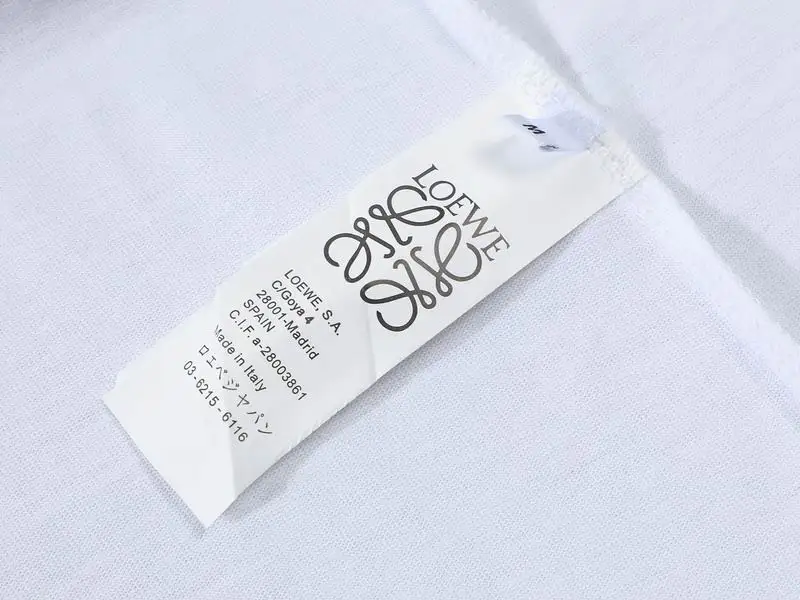 M
LOEWE
LOEWE, S.A.
C/Goya 4
28001-Madrid
SPAIN
C.I.F. a-28003861
Made in Italy
ロエベジャパン
03-6215-6116